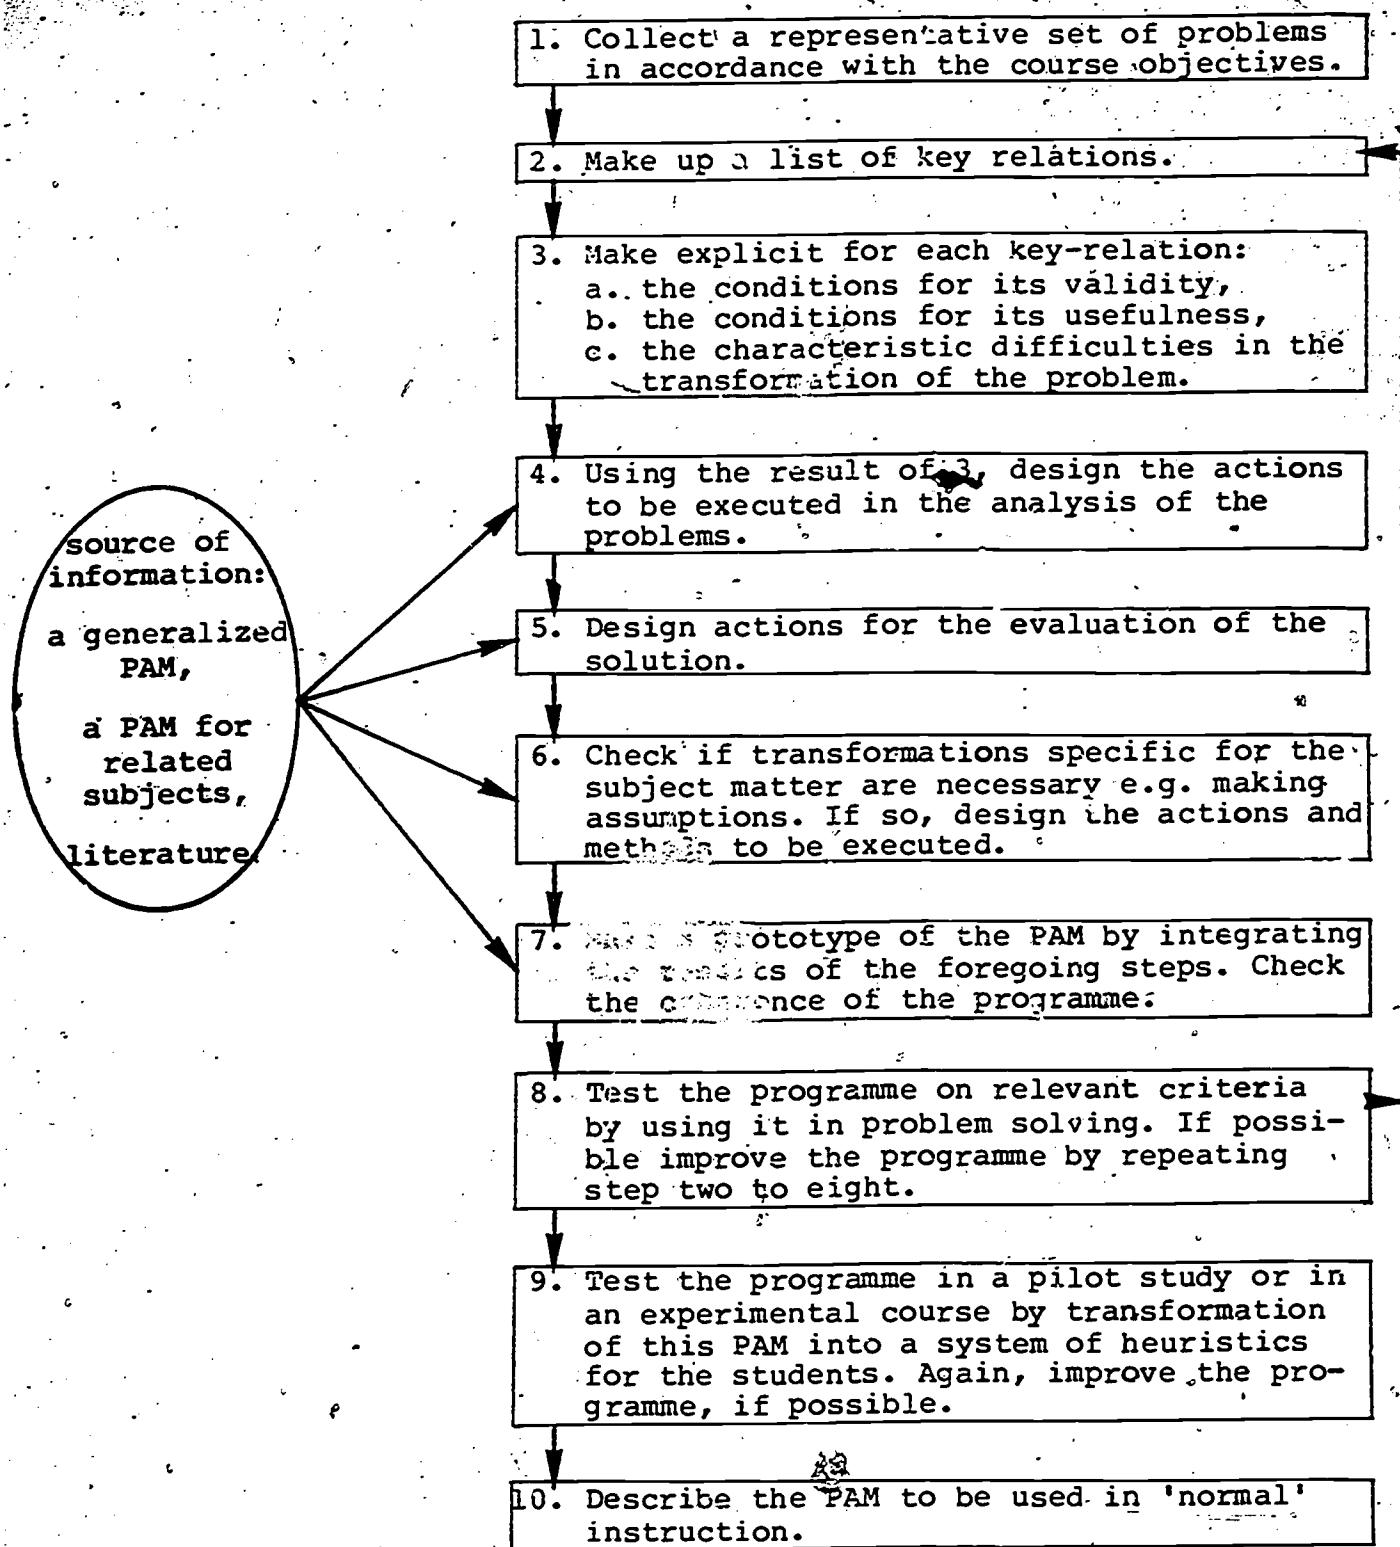 1. Collect a representative set of problems
in accordance with the course objectives.
2. Make up a list of key relations.
3. Make explicit for each key-relation:
a. the conditions for its validity,
b. the conditions for its usefulness,
c. the characteristic difficulties in the
transformation of the problem.
4. Using the result of 3, design the actions
to be executed in the analysis of the
problems.
source of
information:
a generalized
PAM,
a PAM for
related
subjects,
literature.
5. Design actions for the evaluation of the
solution.
6. Check if transformations specific for the
subject matter are necessary e.g. making
assumptions. If so, design the actions and
methods to be executed.
7. prototype of the PAM by integrating
the results of the foregoing steps. Check
the coherence of the programme.
8. Test the programme on relevant criteria
by using it in problem solving. If possi-
ble improve the programme by repeating
step two to eight.
9. Test the programme in a pilot study or in
an experimental course by transformation
of this PAM into a system of heuristics
for the students. Again, improve the pro-
gramme, if possible.
10. Describe the PAM to be used in 'normal'
instruction.